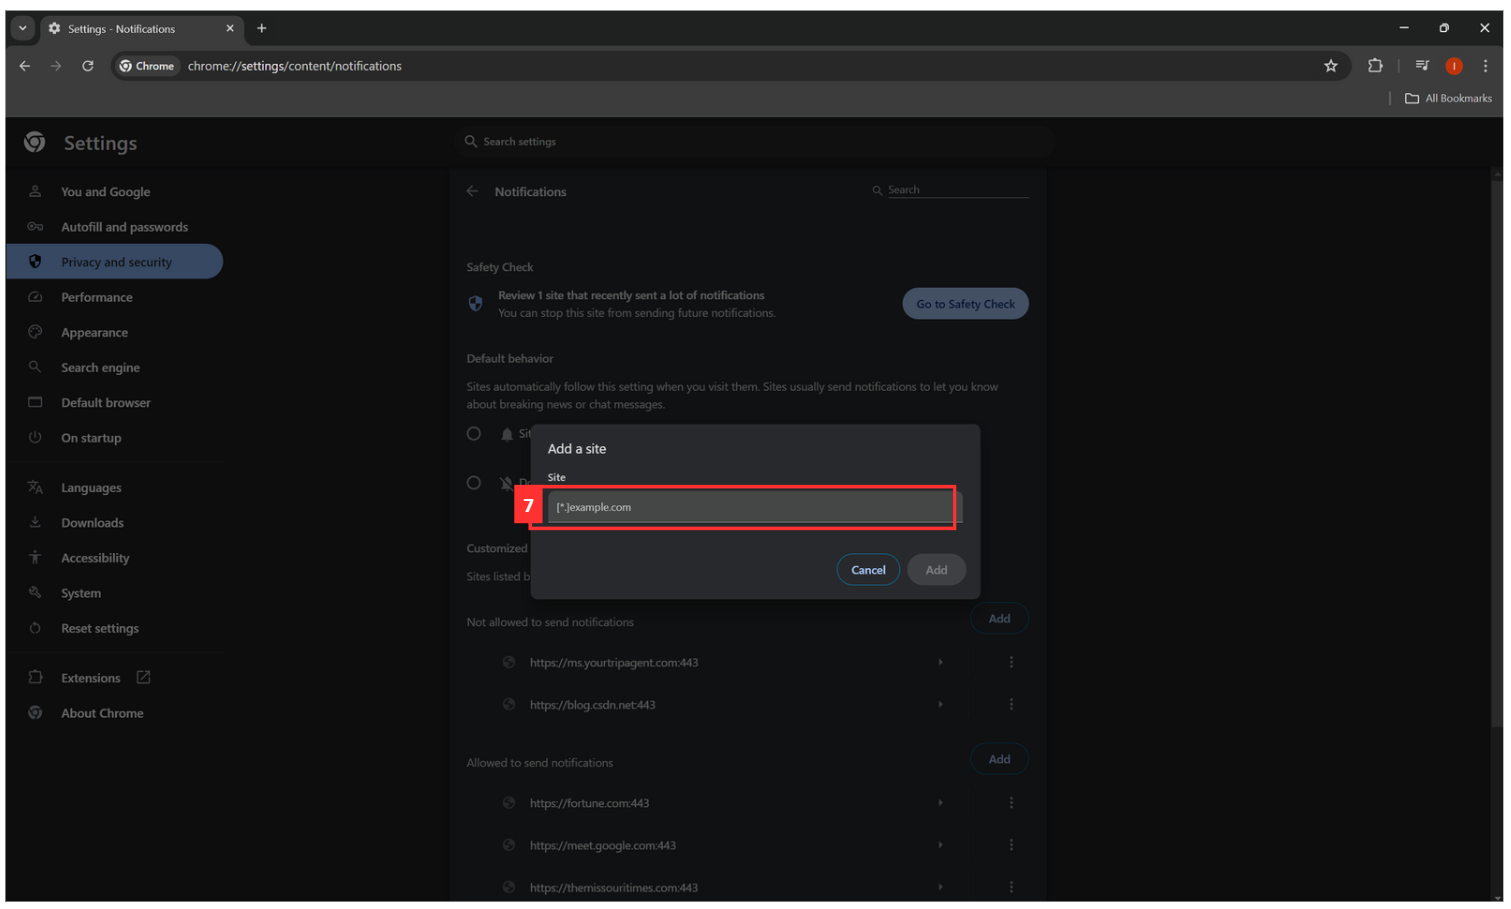 Settings - Notifications
Chrome
chrome://settings/content/notifications
I
All Bookmarks
Settings
Search settings
You and Google
Autofill and passwords
Privacy and security
Performance
Appearance
Search engine
Default browser
On startup
Languages
Downloads
Accessibility
System
Reset settings
Extensions
About Chrome
Notifications
Search
Safety Check
Review 1 site that recently sent a lot of notifications
You can stop this site from sending future notifications.
Go to Safety Check
Default behavior
Sites automatically follow this setting when you visit them. Sites usually send notifications to let you know
about breaking news or chat messages.
Add a site
Site
7
[*.]example.com
Cancel
Add
Customized
Sites listed b
Not allowed to send notifications
Add
https://ms.yourtripagent.com:443
https://blog.csdn.net:443
Allowed to send notifications
Add
https://fortune.com:443
https://meet.google.com:443
https://themissouritimes.com:443